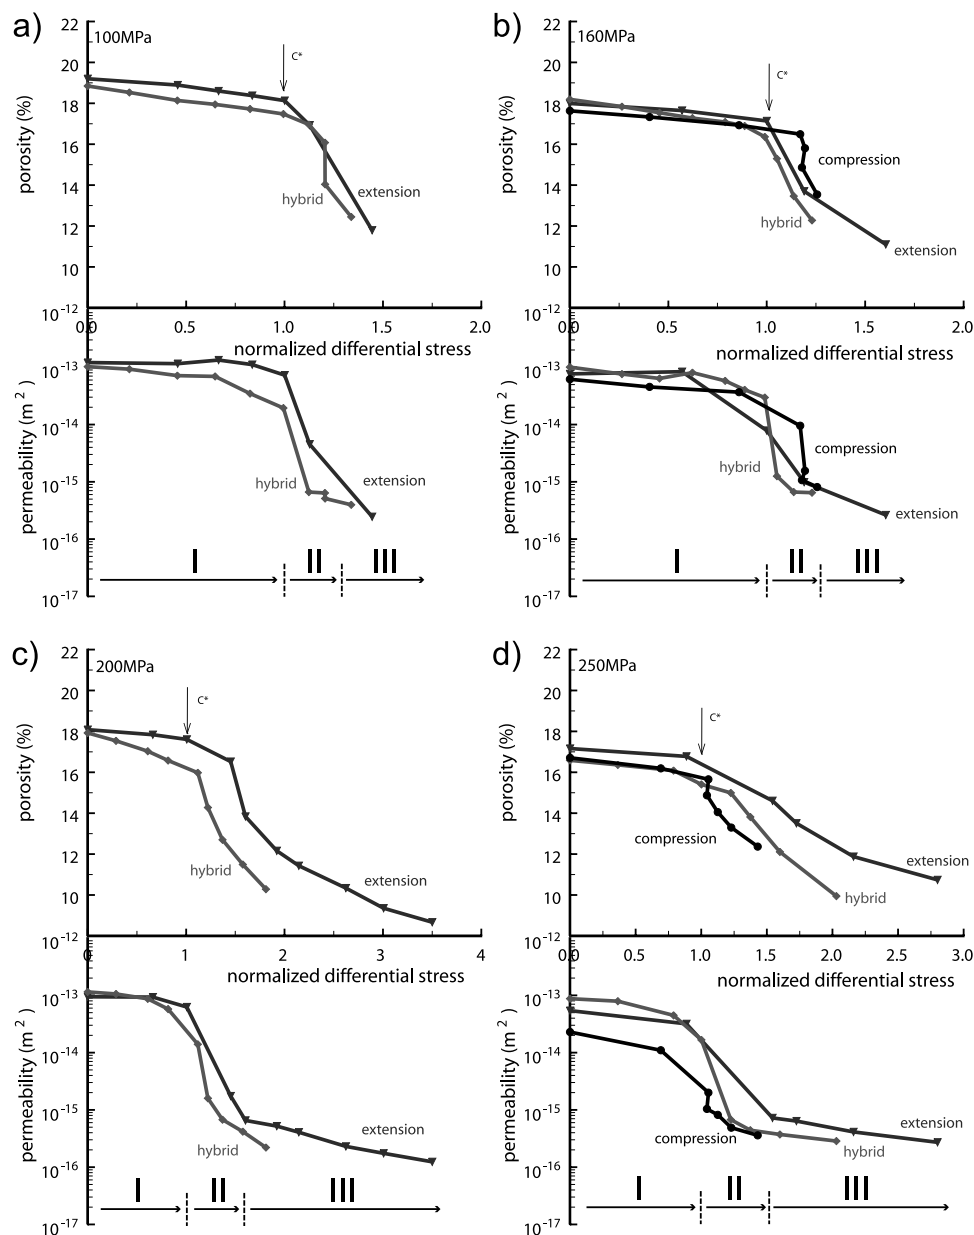 a)
100MPa
C*
22
20
18
16
14
12
10
porosity (%)
hybrid
extension
10-12
0.0
0.5
1.0
1.5
2.0
normalized differential stress
10-13
10-14
10-15
10-16
10-17
permeability (m 2)
hybrid
extension
I
II
III
b)
160MPa
C*
22
20
18
16
14
12
10
porosity (%)
compression
hybrid
extension
10-12
0.0
0.5
1.0
1.5
2.0
normalized differential stress
10-13
10-14
10-15
10-16
10-17
permeability (m 2)
compression
hybrid
extension
I
II
III
c)
200MPa
C*
22
20
18
16
14
12
10
porosity (%)
hybrid
extension
10-12
0
1
2
3
4
normalized differential stress
10-13
10-14
10-15
10-16
10-17
permeability (m 2)
hybrid
extension
I
II
III
d)
250MPa
C*
22
20
18
16
14
12
10
porosity (%)
compression
extension
hybrid
10-12
0.0
0.5
1.0
1.5
2.0
2.5
3.0
normalized differential stress
10-13
10-14
10-15
10-16
10-17
permeability (m 2)
compression
extension
hybrid
I
II
III